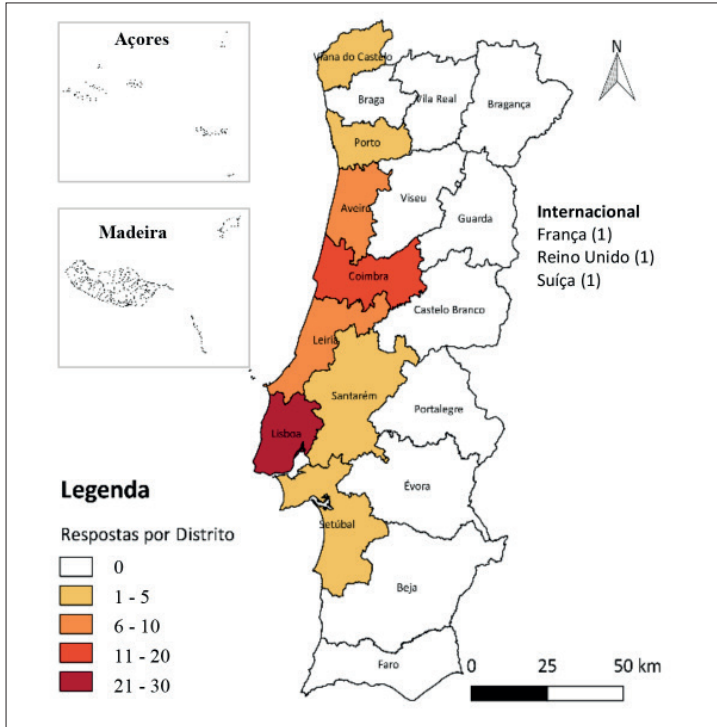 Açores
Madeira
N
Viana do Castelo
Braga
Vila Real
Bragança
Porto
Aveiro
Viseu
Guarda
Internacional
França (1)
Reino Unido (1)
Suíça (1)
Coimbra
Castelo Branco
Leiria
Santarém
Portalegre
Lisboa
Évora
Setúbal
Beja
Faro
Legenda
Respostas por Distrito
0
1 - 5
6 - 10
11 - 20
21 - 30
0 25 50 km